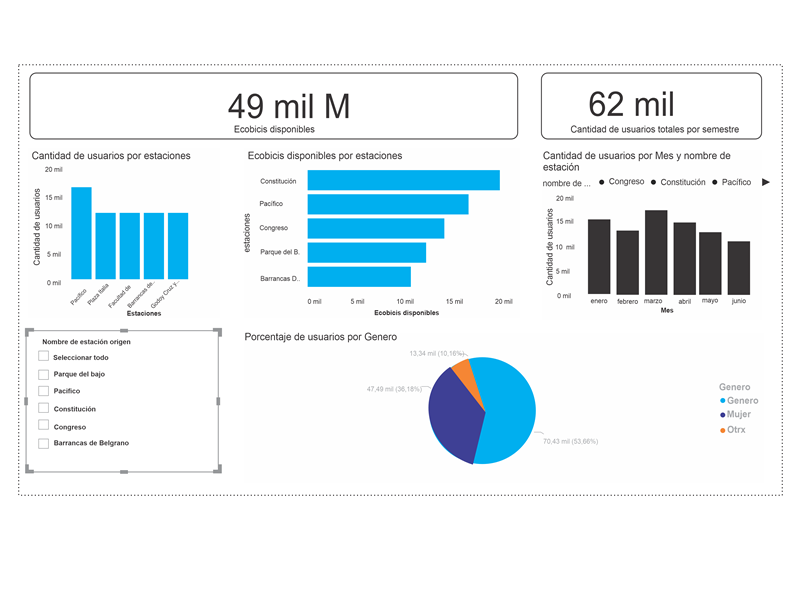 49 mil M
Ecobicis disponibles
62 mil
Cantidad de usuarios totales por semestre
Cantidad de usuarios por estaciones
20 mil
15 mil
10 mil
5 mil
0 mil
Cantidad de usuarios
Pacífico
Plaza Italia
Facultad de
Barrancas de..
Godoy Cruz y..
Estaciones
Ecobicis disponibles por estaciones
estaciones
Constitución
Pacífico
Congreso
Parque del B.
Barrancas D..
0 mil
5 mil
10 mil
15 mil
20 mil
Ecobicis disponibles
Cantidad de usuarios por Mes y nombre de
estación
nombre de ... Congreso Constitución Pacífico
20 mil
15 mil
10 mil
5 mil
0 mil
Cantidad de usuarios
enero
febrero
marzo
abril
mayo
junio
Mes
Nombre de estación origen
Seleccionar todo
Parque del bajo
Pacífico
Constitución
Congreso
Barrancas de Belgrano
Porcentaje de usuarios por Genero
13,34 mil (10,16%)
47,49 mil (36,18%)
70,43 mil (53,66%)
Genero
Genero
Mujer
Otrx